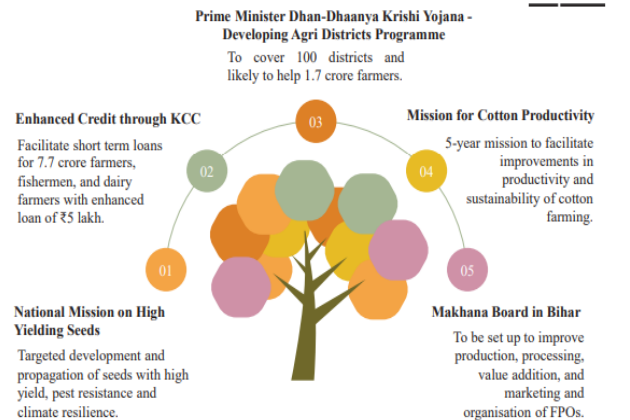 Prime Minister Dhan-Dhaanya Krishi Yojana -
Developing Agri Districts Programme
To cover 100 districts and
likely to help 1.7 crore farmers.
03
Enhanced Credit through KCC
Facilitate short term loans
for 7.7 crore farmers,
fishermen, and dairy
farmers with enhanced
loan of ₹5 lakh.
02
Mission for Cotton Productivity
5-year mission to facilitate
improvements in
productivity and
sustainability of cotton
farming.
04
01
National Mission on High
Yielding Seeds
Targeted development and
propagation of seeds with high
yield, pest resistance and
climate resilience.
05
Makhana Board in Bihar
To be set up to improve
production, processing,
value addition, and
marketing and
organisation of FPOs.